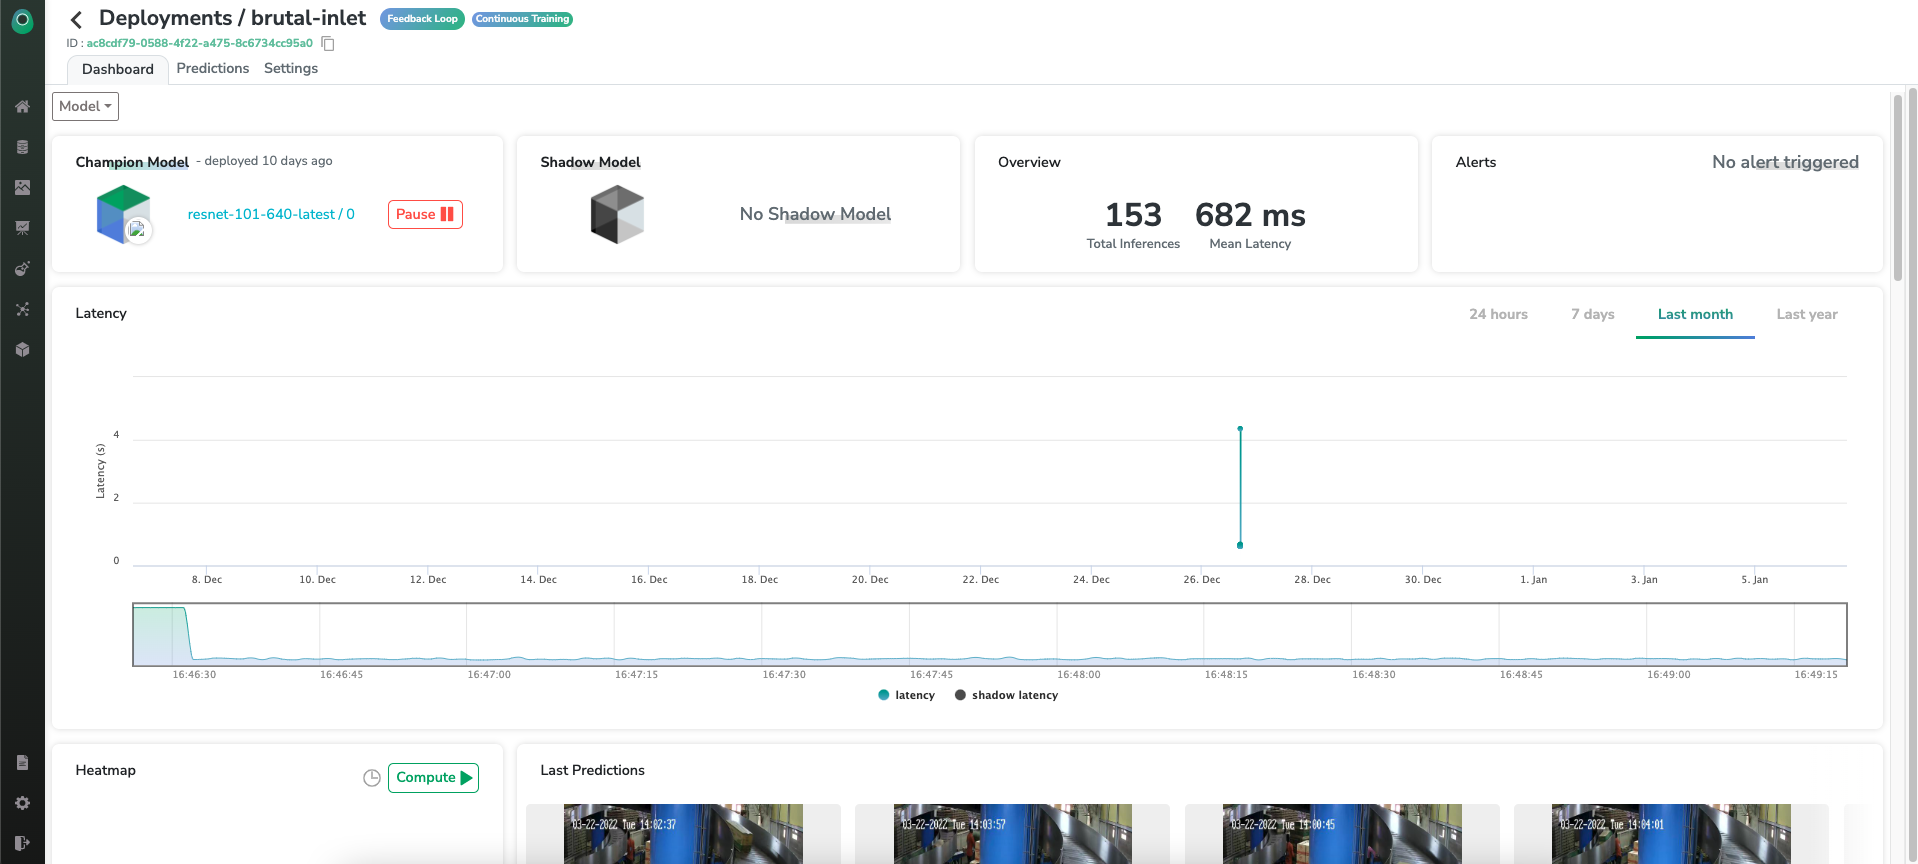 Deployments / brutal-inlet Feedback Loop Continuous Training
ID : ac8cdf79-0588-4f22-a475-8c6734cc95a0
Dashboard Predictions Settings
Model
Champion Model - deployed 10 days ago
resnet-101-640-latest / 0 Pause
Shadow Model
No Shadow Model
Overview
153 682 ms
Total Inferences Mean Latency
Alerts No alert triggered
Latency 24 hours 7 days Last month Last year
Latency (s)
4
2
0
8. Dec 10. Dec 12. Dec 14. Dec 16. Dec 18. Dec 20. Dec 22. Dec 24. Dec 26. Dec 28. Dec 30. Dec 1. Jan 3. Jan 5. Jan
16:46:30 16:46:45 16:47:00 16:47:15 16:47:30 16:47:45 16:48:00 16:48:15 16:48:30 16:48:45 16:49:00 16:49:15
latency shadow latency
Heatmap Compute
Last Predictions
03-22-2022 Tue 14:02:37 03-22-2022 Tue 14:03:57 03-22-2022 Tue 14:00:45 03-22-2022 Tue 14:04:01